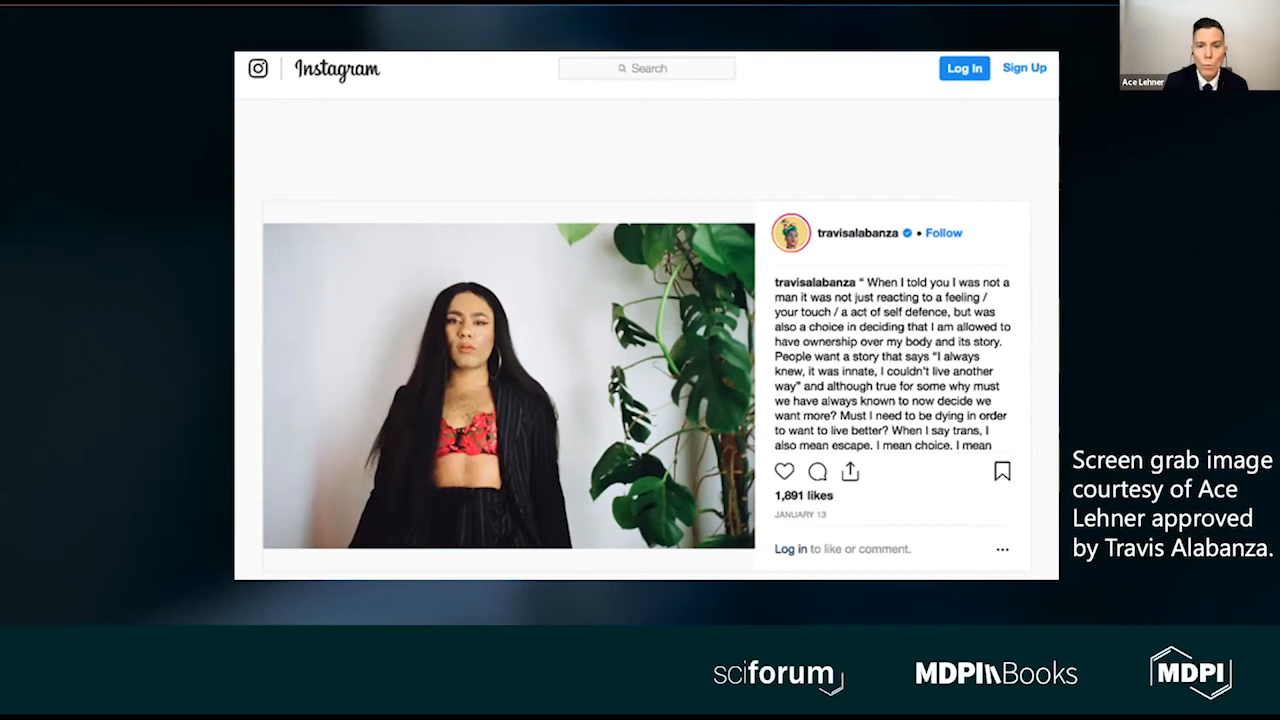 Ace Lehner
Instagram
Search
Log In
Sign Up
travisalabanza • Follow
travisalabanza “ When I told you I was not a
man it was not just reacting to a feeling /
your touch / a act of self defence, but was
also a choice in deciding that I am allowed to
have ownership over my body and its story.
People want a story that says “I always
knew, it was innate, I couldn't live another
way” and although true for some why must
we have always known to now decide we
want more? Must I need to be dying in order
to want to live better? When I say trans, I
also mean escape. I mean choice. I mean
1,891 likes
JANUARY 13
Log in to like or comment.
Screen grab image
courtesy of Ace
Lehner approved
by Travis Alabanza.
sciforum
MDPI Books
MDPI